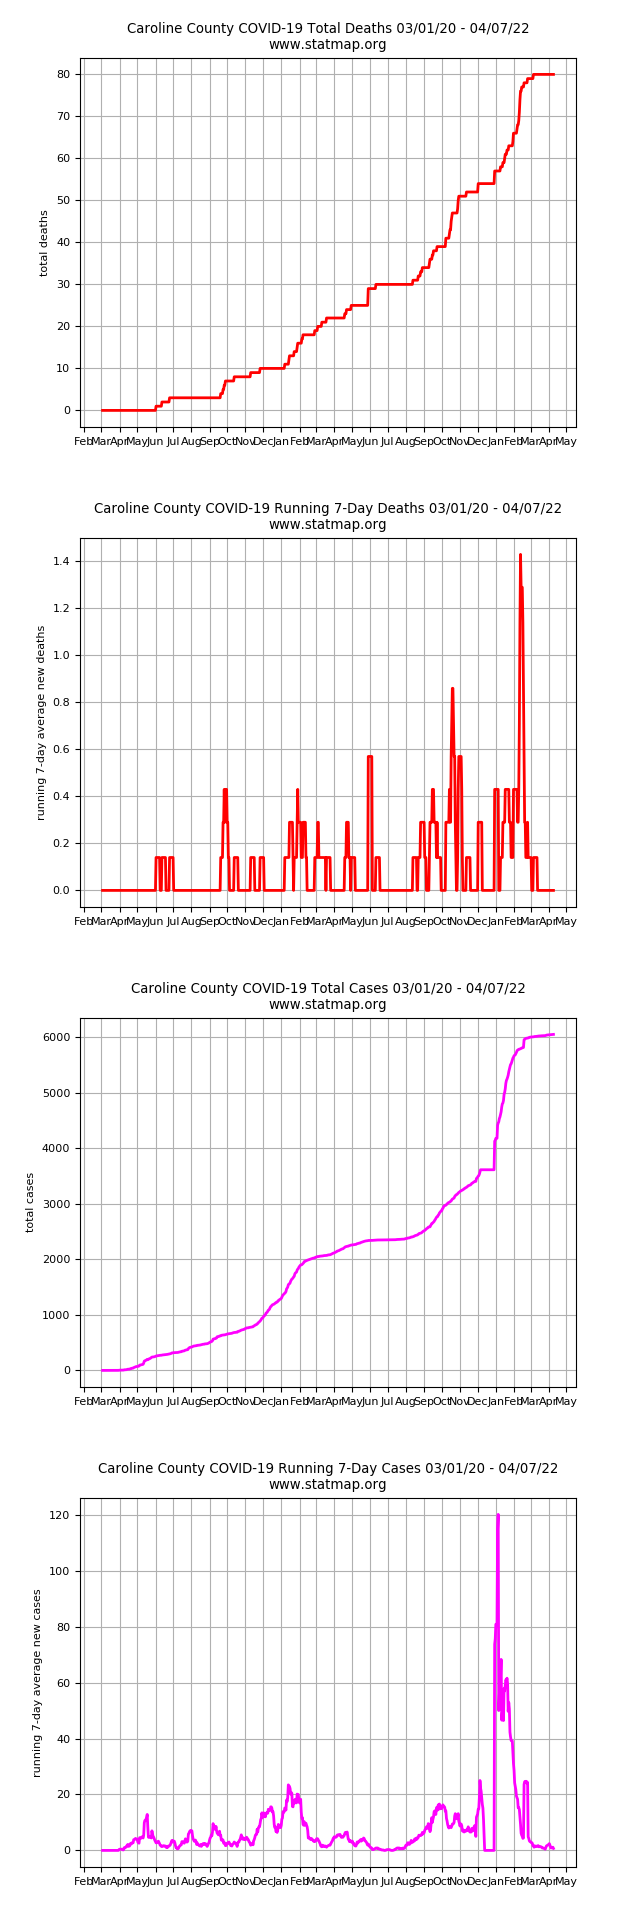 Caroline County COVID-19 Total Deaths 03/01/20 - 04/07/22
www.statmap.org
80
70
60
50
40
30
20
10
0
total deaths
Feb Mar Apr May Jun Jul Aug Sep Oct Nov Dec Jan Feb Mar Apr May Jun Jul Aug Sep Oct Nov Dec Jan Feb Mar Apr May
Caroline County COVID-19 Running 7-Day Deaths 03/01/20 - 04/07/22
www.statmap.org
1.4
1.2
1.0
0.8
0.6
0.4
0.2
0.0
running 7-day average new deaths
Feb Mar Apr May Jun Jul Aug Sep Oct Nov Dec Jan Feb Mar Apr May Jun Jul Aug Sep Oct Nov Dec Jan Feb Mar Apr May
Caroline County COVID-19 Total Cases 03/01/20 - 04/07/22
www.statmap.org
6000
5000
4000
3000
2000
1000
0
total cases
Feb Mar Apr May Jun Jul Aug Sep Oct Nov Dec Jan Feb Mar Apr May Jun Jul Aug Sep Oct Nov Dec Jan Feb Mar Apr May
Caroline County COVID-19 Running 7-Day Cases 03/01/20 - 04/07/22
www.statmap.org
120
100
80
60
40
20
0
running 7-day average new cases
Feb Mar Apr May Jun Jul Aug Sep Oct Nov Dec Jan Feb Mar Apr May Jun Jul Aug Sep Oct Nov Dec Jan Feb Mar Apr May